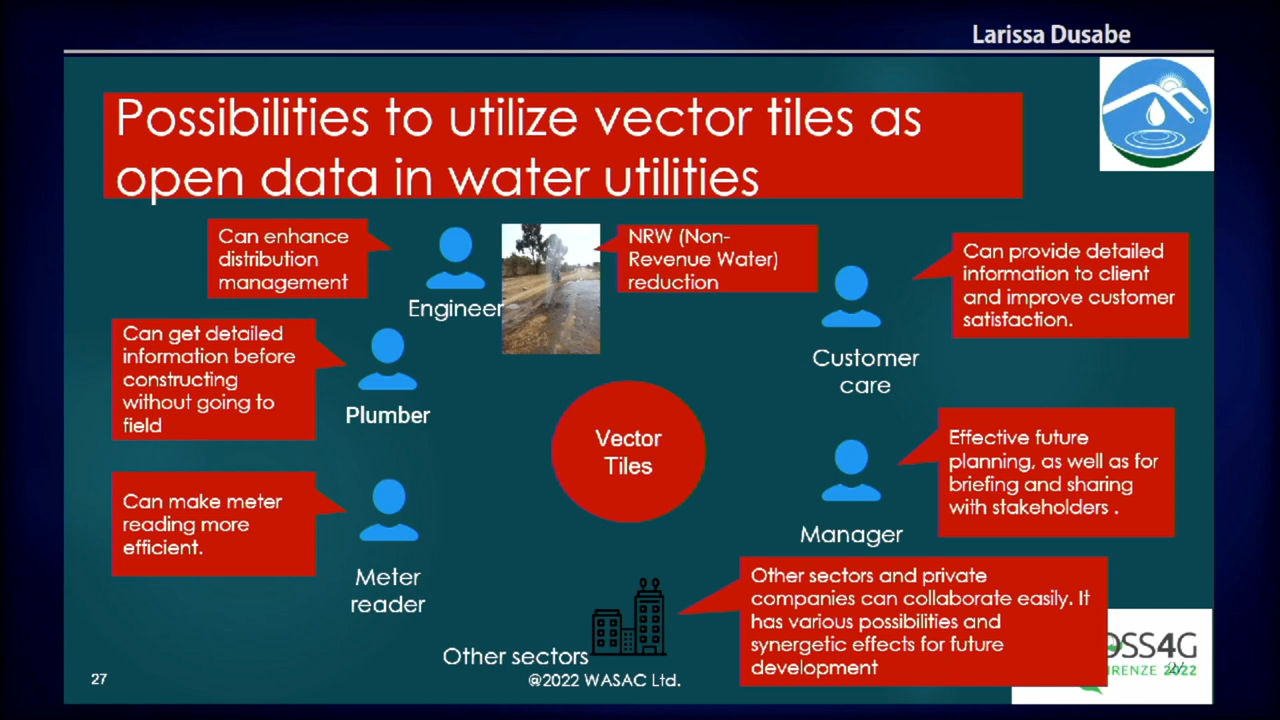 Larissa Dusabe
Possibilities to utilize vector tiles as
open data in water utilities
Can enhance
distribution
management
Engineer
NRW (Non-
Revenue Water)
reduction
Can provide detailed
information to client
and improve customer
satisfaction.
Customer
care
Can get detailed
information before
constructing
without going to
field
Plumber
Vector
Tiles
Effective future
planning, as well as for
briefing and sharing
with stakeholders .
Manager
Can make meter
reading more
efficient.
Meter
reader
Other sectors and private
companies can collaborate easily. It
has various possibilities and
synergetic effects for future
development
Other sectors
@2022 WASAC Ltd.
27
OSS4G
RENZE 2022